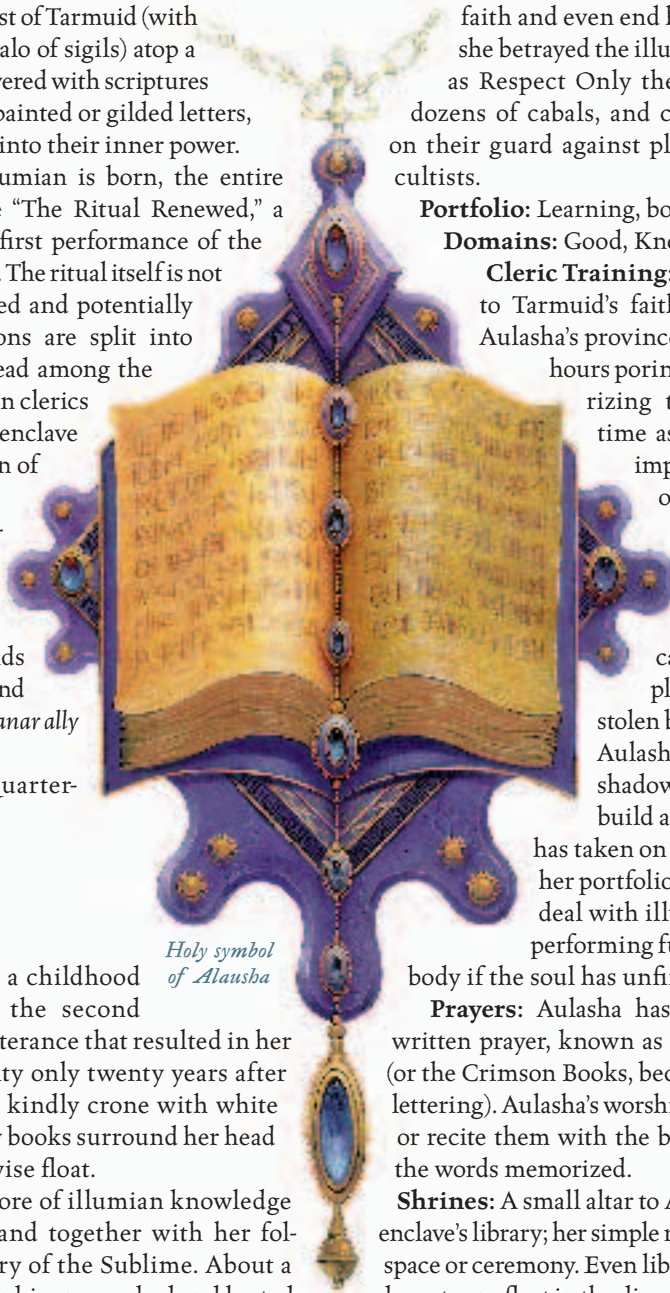 st of Tarmuid (with
alo of sigils) atop a
vered with scriptures
painted or gilded letters,
into their inner power.
umian is born, the entire
“The Ritual Renewed,” a
first performance of the
. The ritual itself is not
ed and potentially
ons are split into
ead among the
n clerics
enclave
n of
-
ds
nd
anar ally
uarter-
Holy symbol
of Alausha
a childhood
the second
terance that resulted in her
ty only twenty years after
kindly crone with white
y books surround her head
wise float.
ore of illumian knowledge
and together with her fol-
ry of the Sublime. About a
faith and even end h
she betrayed the illu
as Respect Only the
dozens of cabals, and c
on their guard against pl
cultists.
Portfolio: Learning, bo
Domains: Good, Kno
Cleric Training:
to Tarmuid’s fait
Aulasha’s province
hours porin
rizing t
time as
imp
o
ca
pl
stolen b
Aulash
shadow
build a
has taken on
her portfolio
deal with ill
performing fu
body if the soul has unfi
Prayers: Aulasha has
written prayer, known as
(or the Crimson Books, bec
lettering). Aulasha’s worsh
or recite them with the b
the words memorized.
Shrines: A small altar to A
enclave’s library; her simple r
space or ceremony. Even lib